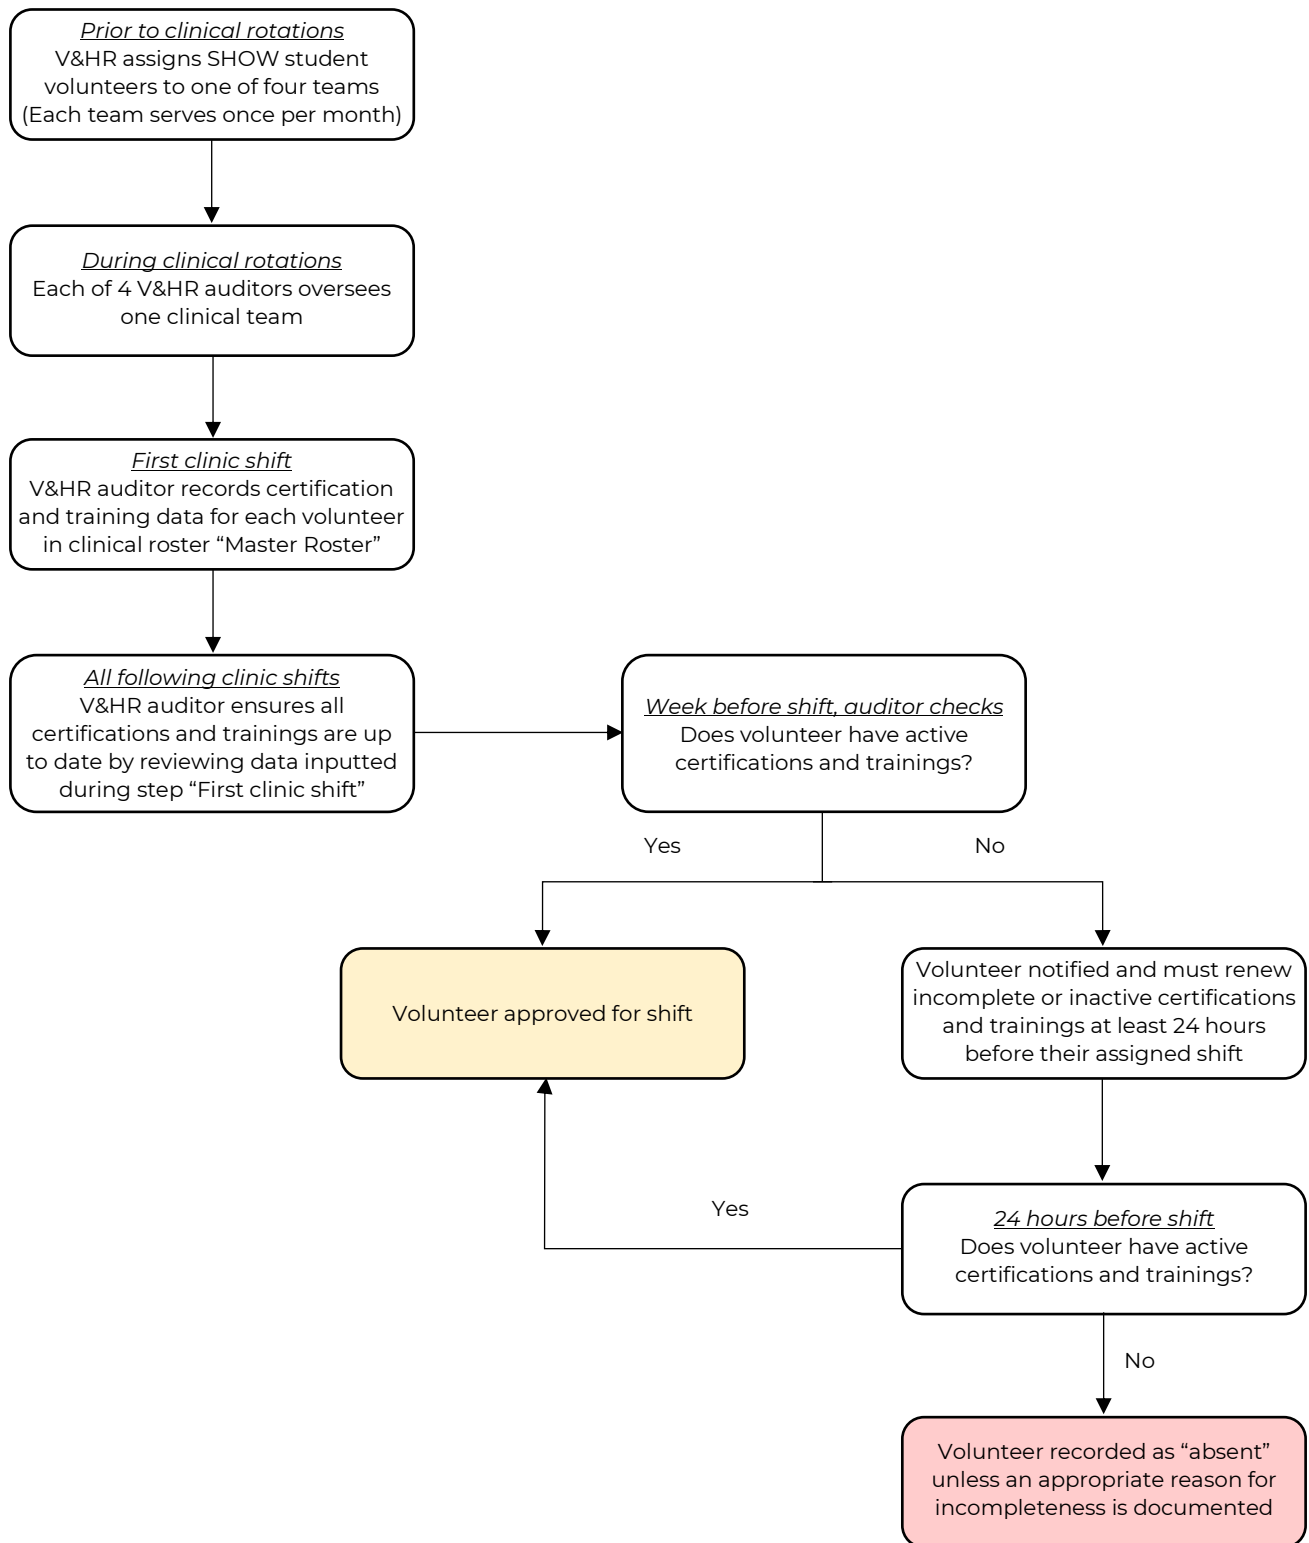 Prior to clinical rotations
V&HR assigns SHOW student
volunteers to one of four teams
(Each team serves once per month)
During clinical rotations
Each of 4 V&HR auditors oversees
one clinical team
First clinic shift
V&HR auditor records certification
and training data for each volunteer
in clinical roster “Master Roster”
All following clinic shifts
V&HR auditor ensures all
certifications and trainings are up
to date by reviewing data inputted
during step “First clinic shift”
Week before shift, auditor checks
Does volunteer have active
certifications and trainings?
Yes
No
Volunteer approved for shift
Volunteer notified and must renew
incomplete or inactive certifications
and trainings at least 24 hours
before their assigned shift
Yes
24 hours before shift
Does volunteer have active
certifications and trainings?
No
Volunteer recorded as “absent”
unless an appropriate reason for
incompleteness is documented